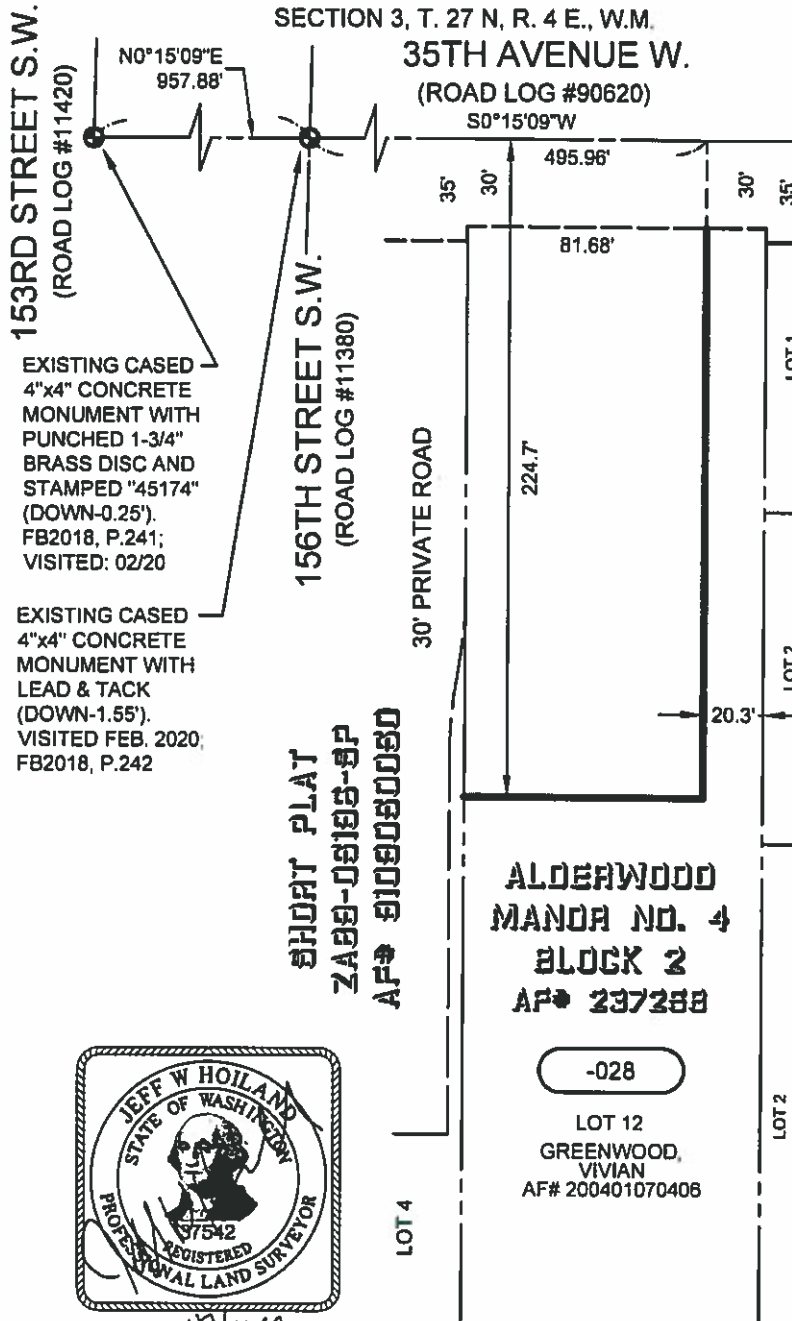 SECTION 3, T. 27 N, R. 4 E., W.M.
35TH AVENUE W.
(ROAD LOG #90620)
S0°15'09"W
495.96'
N0°15'09"E
957.88'
153RD STREET S.W.
(ROAD LOG #11420)
35'
30'
30'
35'
81.68'
LOT 1
EXISTING CASED
4"x4" CONCRETE
MONUMENT WITH
PUNCHED 1-3/4"
BRASS DISC AND
STAMPED "45174"
(DOWN-0.25').
FB2018, P.241;
VISITED: 02/20
156TH STREET S.W.
(ROAD LOG #11380)
30' PRIVATE ROAD
224.7'
EXISTING CASED
4"x4" CONCRETE
MONUMENT WITH
LEAD & TACK
(DOWN-1.55').
VISITED FEB. 2020;
FB2018, P.242
LOT 2
20.3'
SHORT PLAT
ALDERWOOD
MANOR NO. 4
BLOCK 2
AF# 237288
-028
LOT 12
GREENWOOD,
VIVIAN
AF# 200401070406
LOT 2
LOT 4
JEFF W HOILAND
STATE OF WASHINGTON
37542
REGISTERED
PROFESSIONAL LAND SURVEYOR